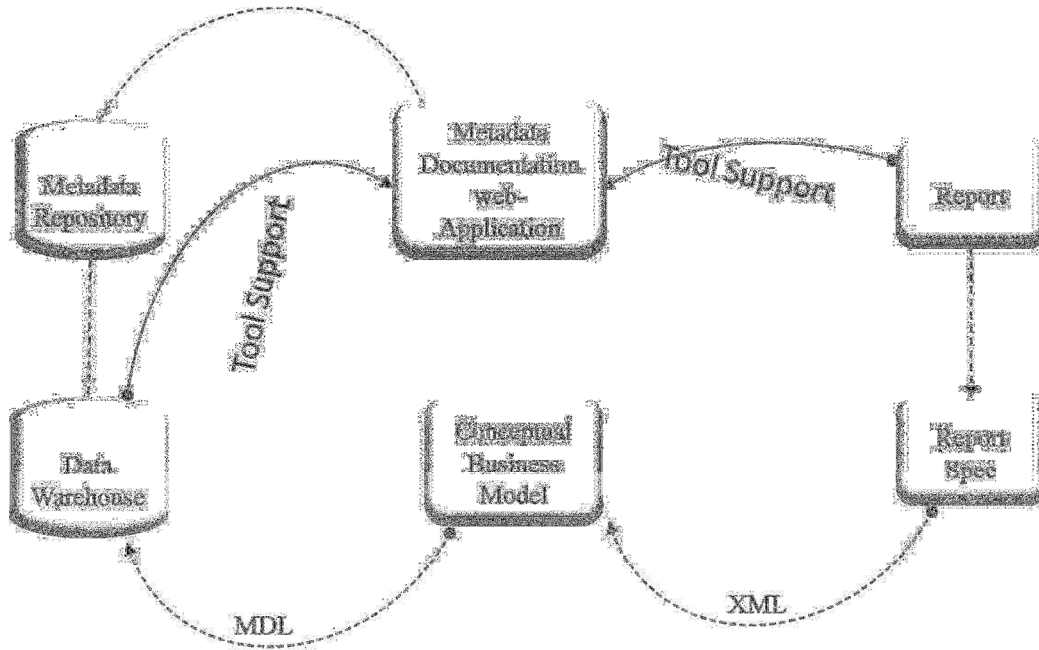 Metadata
Documentation
web-
Application
Metadata
Repository
Tool Support
Report
Tool Support
Data
Warehouse
Conceptual
Business
Model
Report
Spec
MDL
XML